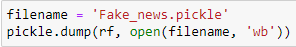 filename = 'Fake_news.pickle'
pickle.dump(rf, open(filename, 'wb'))